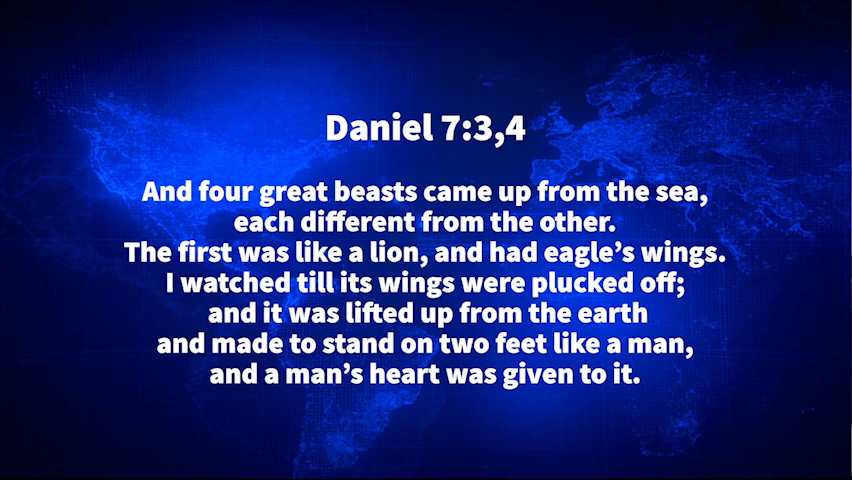 Daniel 7:3,4
And four great beasts came up from the sea,
each different from the other.
The first was like a lion, and had eagle’s wings.
I watched till its wings were plucked off;
and it was lifted up from the earth
and made to stand on two feet like a man,
and a man’s heart was given to it.